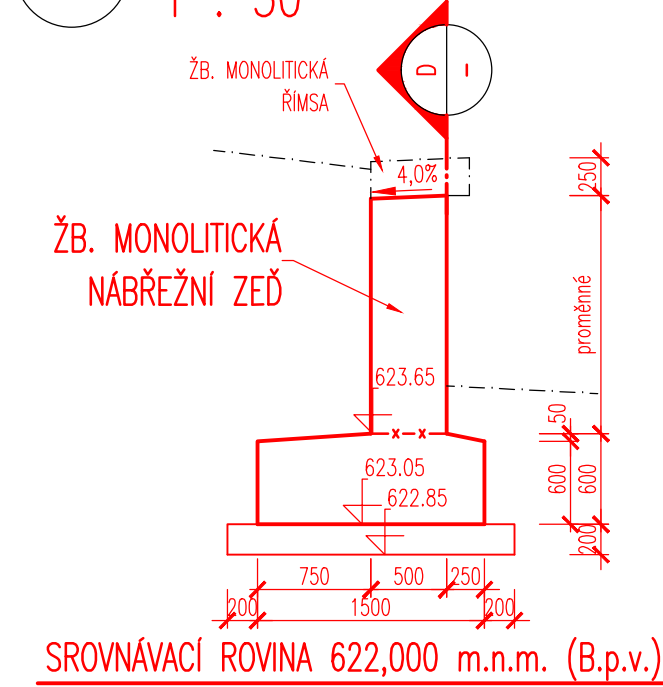 ŽB. MONOLITICKÁ
ŘÍMSA
D
4,0%
250
ŽB. MONOLITICKÁ
NÁBŘEŽNÍ ZEĎ
proměnné
623.65
50
623.05
600
600
622.85
200
750
500
250
200
1500
200
SROVNÁVACÍ ROVINA 622,000 m.n.m. (B.p.v.)